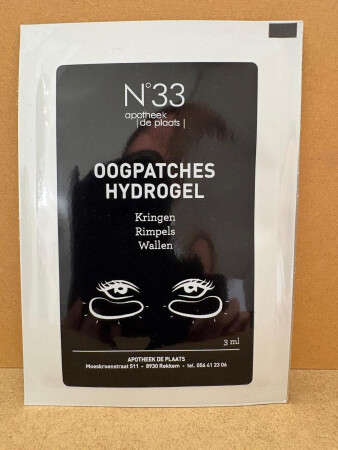 N°33
apotheek
|de plaats|
OOGPATCHES
HYDROGEL
Kringen
Rimpels
Wallen
3 ml
APOTHEEK DE PLAATS
Moeskroenstraat 511 - 8930 Rekkem - tel. 056 41 23 06